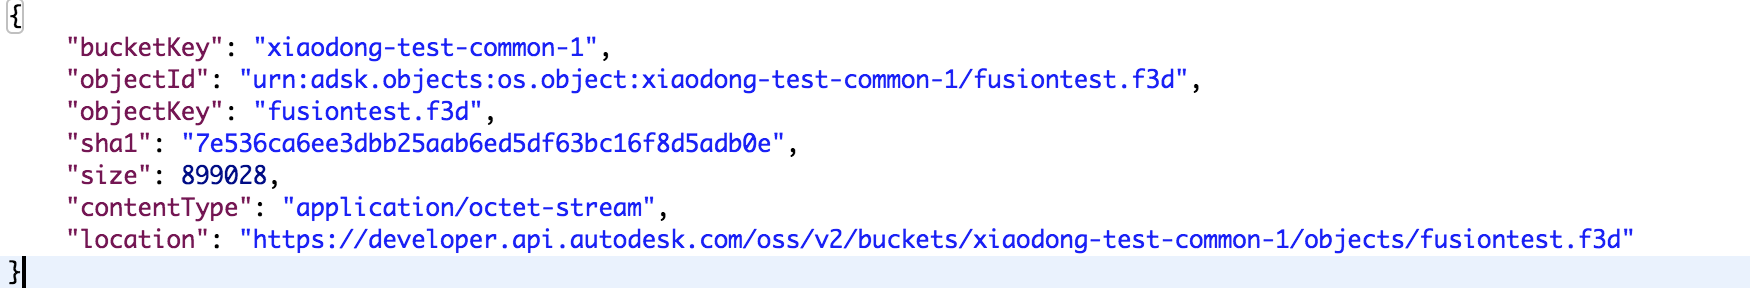 {
"bucketKey": "xiaodong-test-common-1",
"objectId": "urn:adsk.objects:os.object:xiaodong-test-common-1/fusiontest.f3d",
"objectKey": "fusiontest.f3d",
"sha1": "7e536ca6ee3dbb25aab6ed5df63bc16f8d5adb0e",
"size": 899028,
"contentType": "application/octet-stream",
"location": "https://developer.api.autodesk.com/oss/v2/buckets/xiaodong-test-common-1/objects/fusiontest.f3d"
}